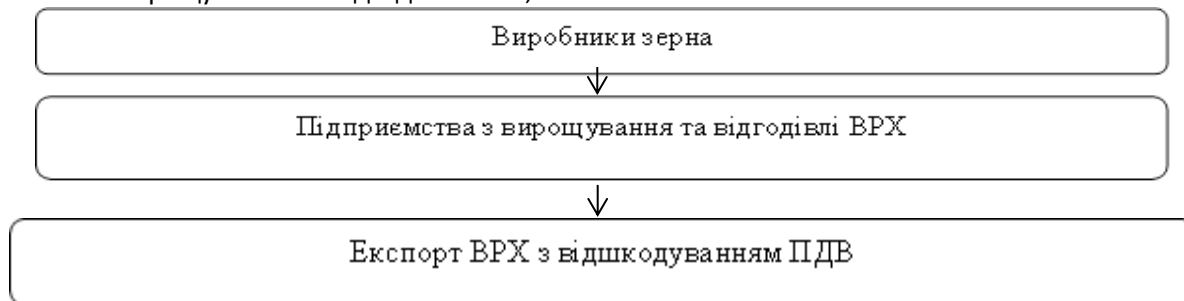 Виробники зерна
Підприємства з вирощування та відгодівлі ВРХ
Експорт ВРХ з відшкодуванням ПДВ